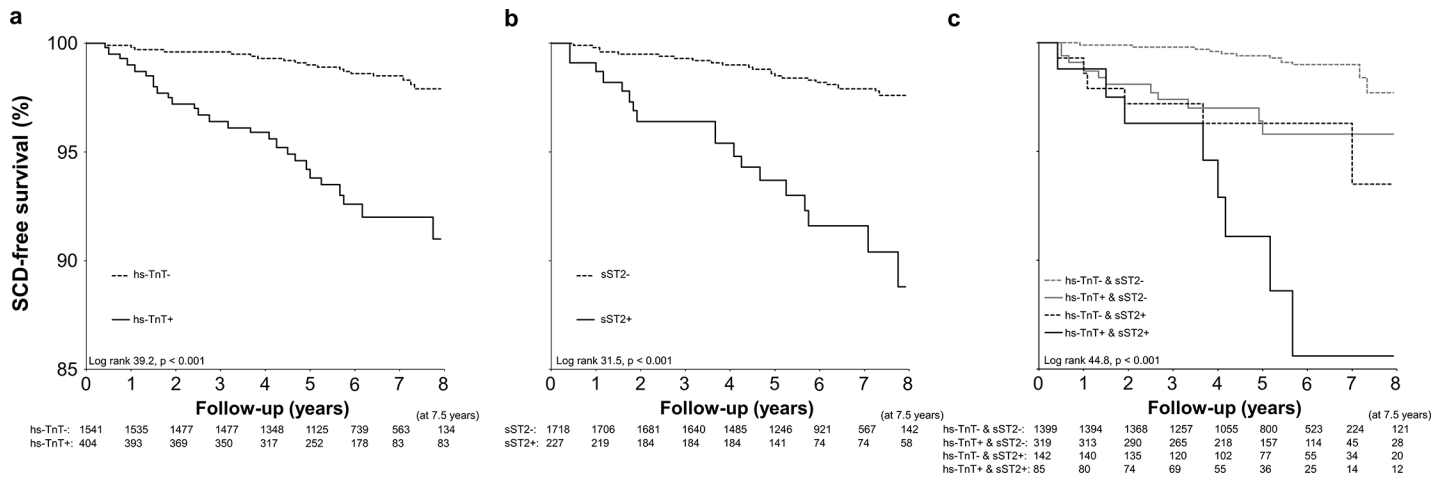 a
b
c
SCD-free survival (%)
100
95
90
85
hs-TnT-
hs-TnT+
Log rank 39.2, p < 0.001
0 1 2 3 4 5 6 7 8
Follow-up (years)
(at 7.5 years)
hs-TnT-: 1541 1535 1477 1477 1348 1125 739 563 134
hs-TnT+: 404 393 369 350 317 252 178 83 83
sST2-
sST2+
Log rank 31.5, p < 0.001
0 1 2 3 4 5 6 7 8
Follow-up (years)
(at 7.5 years)
sST2-: 1718 1706 1681 1640 1485 1246 921 567 142
sST2+: 227 219 184 184 184 141 74 74 58
hs-TnT- & sST2-
hs-TnT+ & sST2-
hs-TnT- & sST2+
hs-TnT+ & sST2+
Log rank 44.8, p < 0.001
0 1 2 3 4 5 6 7 8
Follow-up (years)
(at 7.5 years)
hs-TnT- & sST2-: 1399 1394 1368 1257 1055 800 523 224 121
hs-TnT+ & sST2-: 319 313 290 265 218 157 114 45 28
hs-TnT- & sST2+: 142 140 135 120 102 77 55 34 20
hs-TnT+ & sST2+: 85 80 74 69 55 36 25 14 12